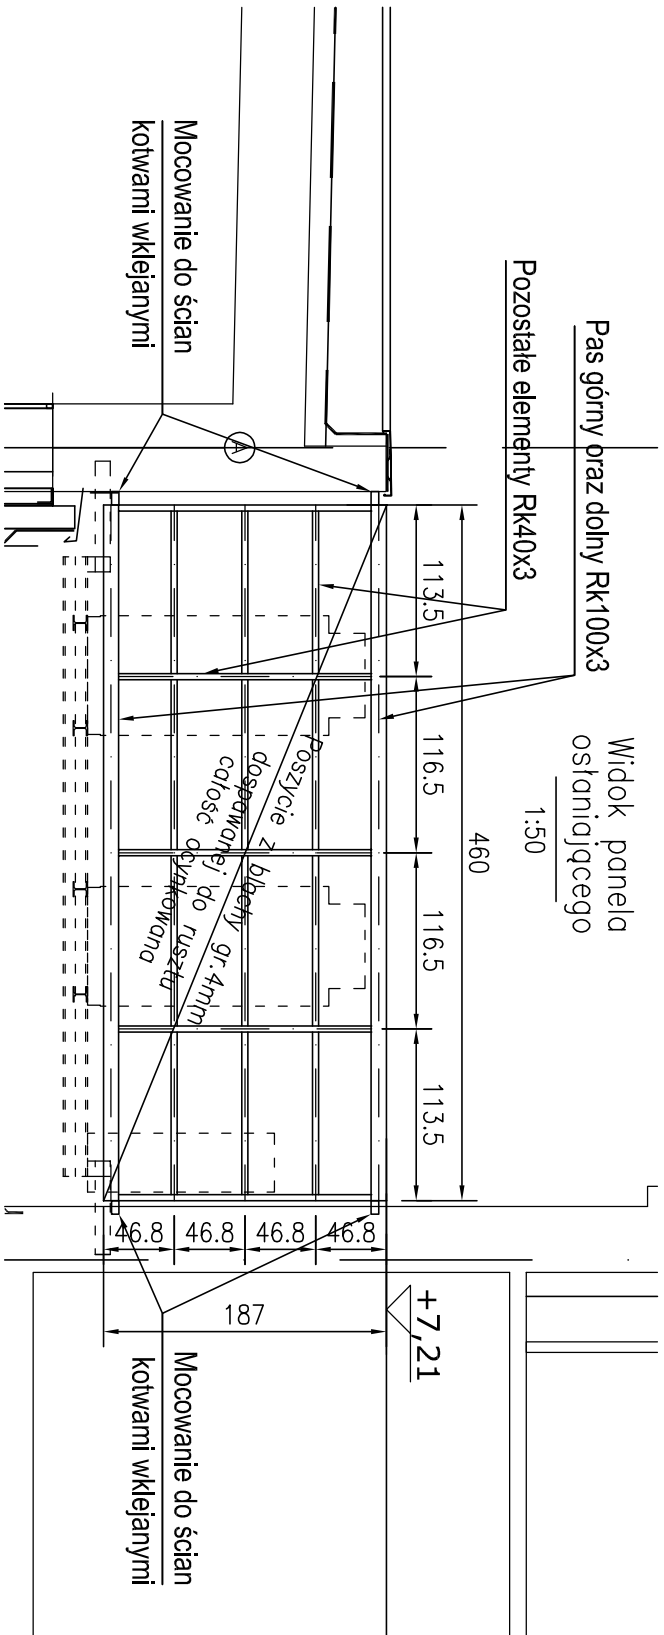 Widok panela
osłaniającego
1:50
Pas górny oraz dolny Rk100x3
Pozostałe elementy Rk40x3
Mocowanie do ścian
kotwami wklejanymi
A
460
113.5
116.5
116.5
113.5
Poszycie z blachy gr.4mm
dospawanej do rusztu
całość ocynkowana
46.8
46.8
46.8
46.8
187
+7,21
Mocowanie do ścian
kotwami wklejanymi